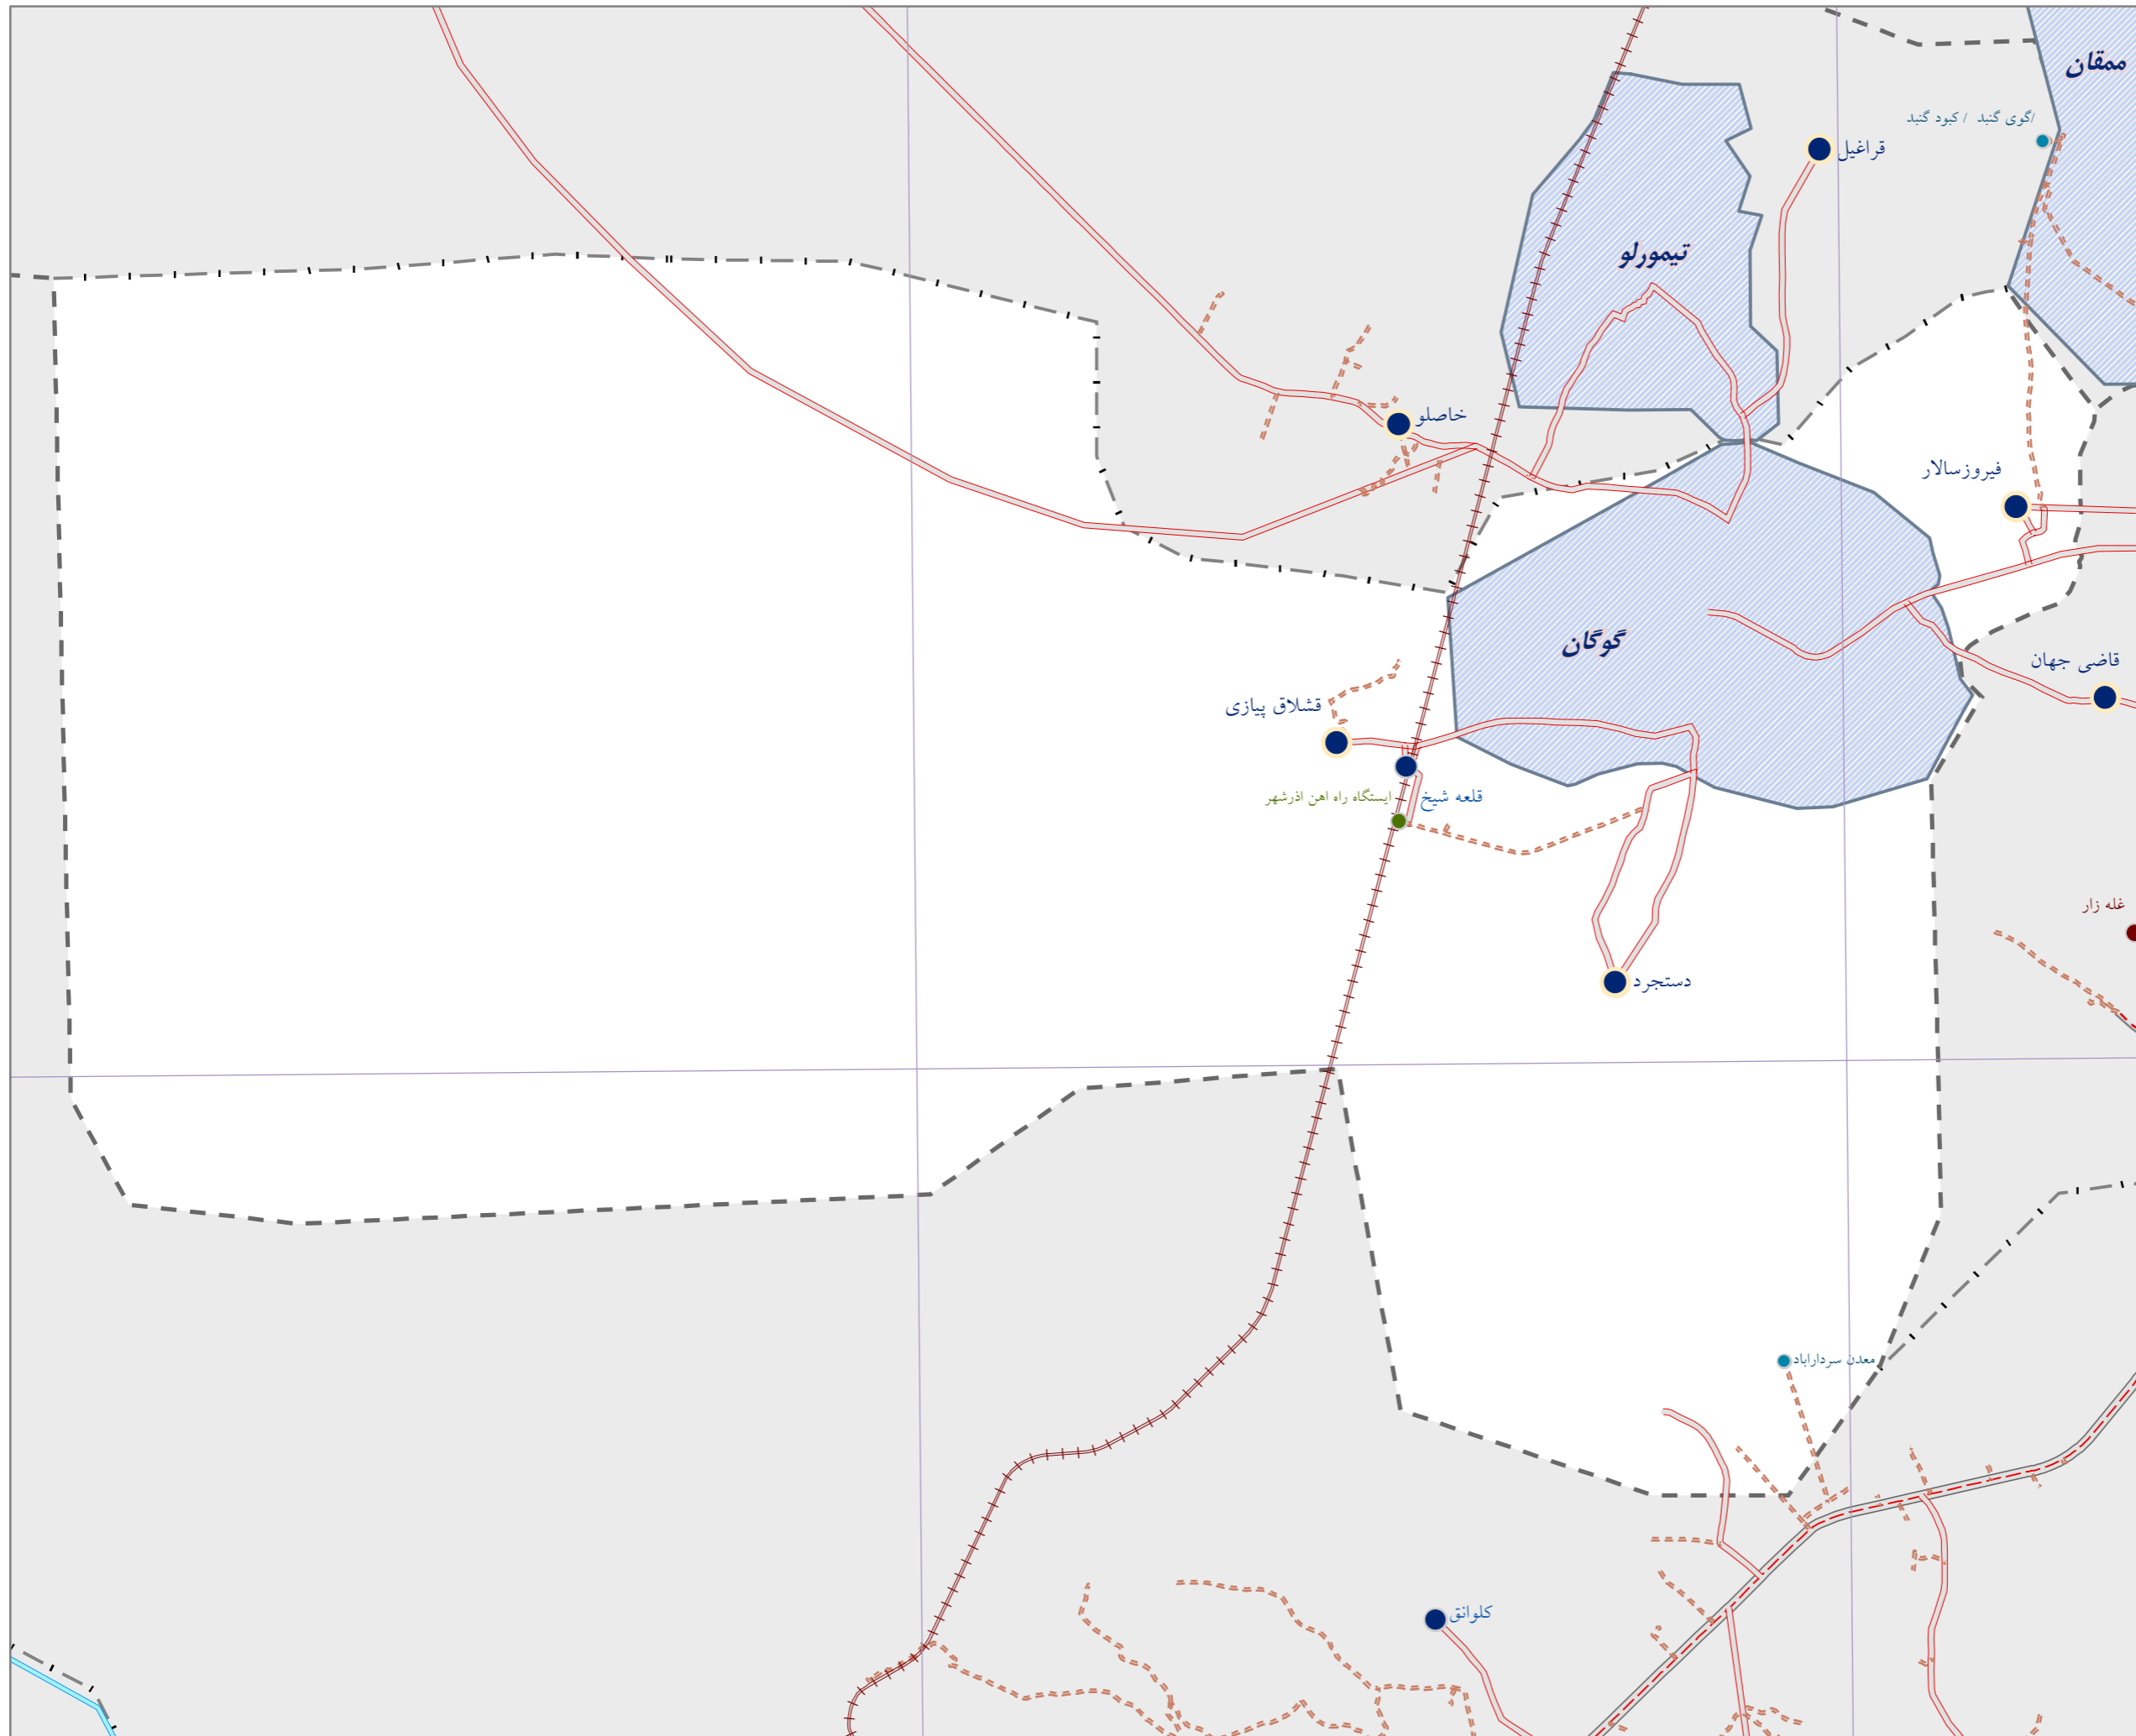 ممقان
/گوی گنبد / کبود گنبد
قراغیل
تیمورلو
خاصلو
فیروزسالار
گوگان
قاضی جهان
قشلاق پیازی
ایستگاه راه اهن اذرشهر
قلعه شیخ
غله زار
دستجرد
معدن سرداراباد
کلوانق